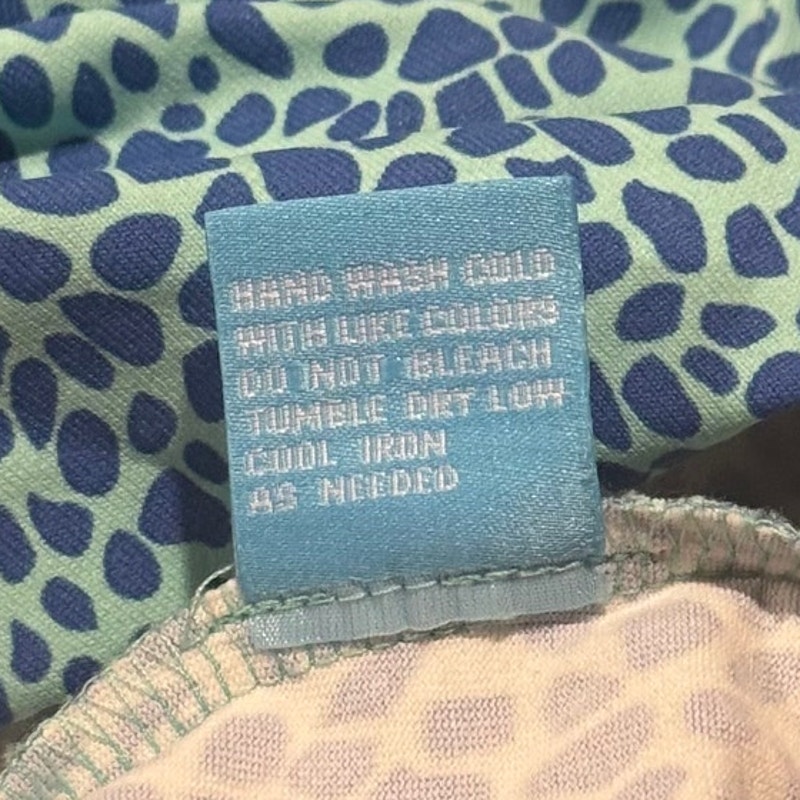 HAND WASH COLD
WITH LIKE COLORS
DO NOT BLEACH
TUMBLE DRY LOW
COOL IRON
AS NEEDED